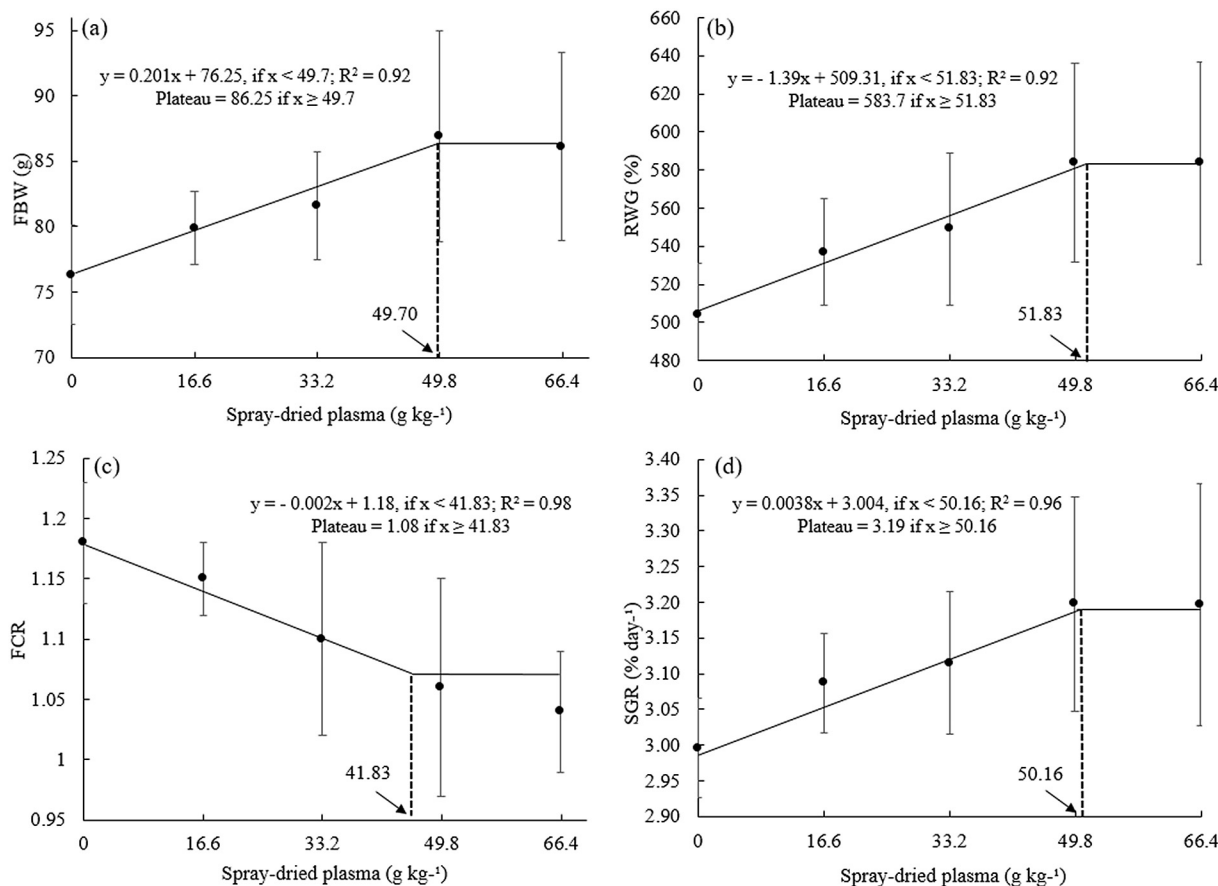 (a)
y = 0.201x + 76.25, if x < 49.7; R² = 0.92
Plateau = 86.25 if x ≥ 49.7
95
90
85
80
75
70
FBW (g)
49.70
0 16.6 33.2 49.8 66.4
Spray-dried plasma (g kg-¹)
(b)
y = - 1.39x + 509.31, if x < 51.83; R² = 0.92
Plateau = 583.7 if x ≥ 51.83
660
640
620
600
580
560
540
520
500
480
RWG (%)
51.83
0 16.6 33.2 49.8 66.4
Spray-dried plasma (g kg-¹)
(c)
y = - 0.002x + 1.18, if x < 41.83; R² = 0.98
Plateau = 1.08 if x ≥ 41.83
1.25
1.2
1.15
1.1
1.05
1
0.95
FCR
41.83
0 16.6 33.2 49.8 66.4
Spray-dried plasma (g kg-¹)
(d)
y = 0.0038x + 3.004, if x < 50.16; R² = 0.96
Plateau = 3.19 if x ≥ 50.16
3.40
3.35
3.30
3.25
3.20
3.15
3.10
3.05
3.00
2.95
2.90
SGR (% day-¹)
50.16
0 16.6 33.2 49.8 66.4
Spray-dried plasma (g kg-¹)